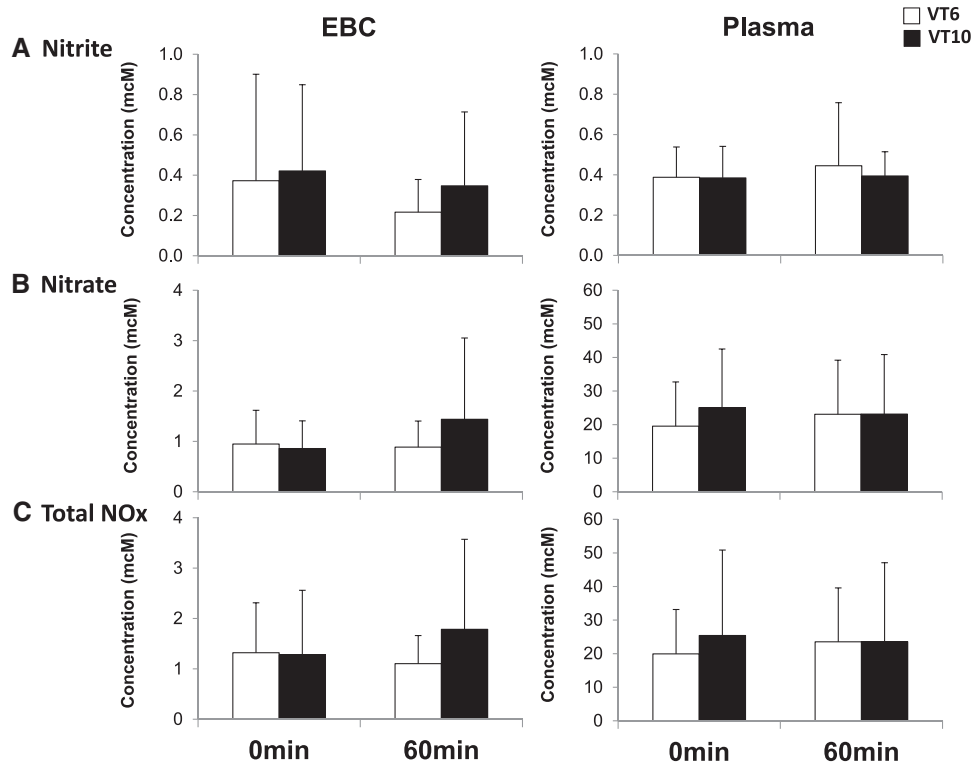 EBC
Plasma
VT6
VT10
A Nitrite
Concentration (mcM)
1.0
0.8
0.6
0.4
0.2
0.0
Concentration (mcM)
1.0
0.8
0.6
0.4
0.2
0.0
B Nitrate
Concentration (mcM)
4
3
2
1
0
Concentration (mcM)
60
50
40
30
20
10
0
C Total NOx
Concentration (mcM)
4
3
2
1
0
Concentration (mcM)
60
50
40
30
20
10
0
0min
60min
0min
60min